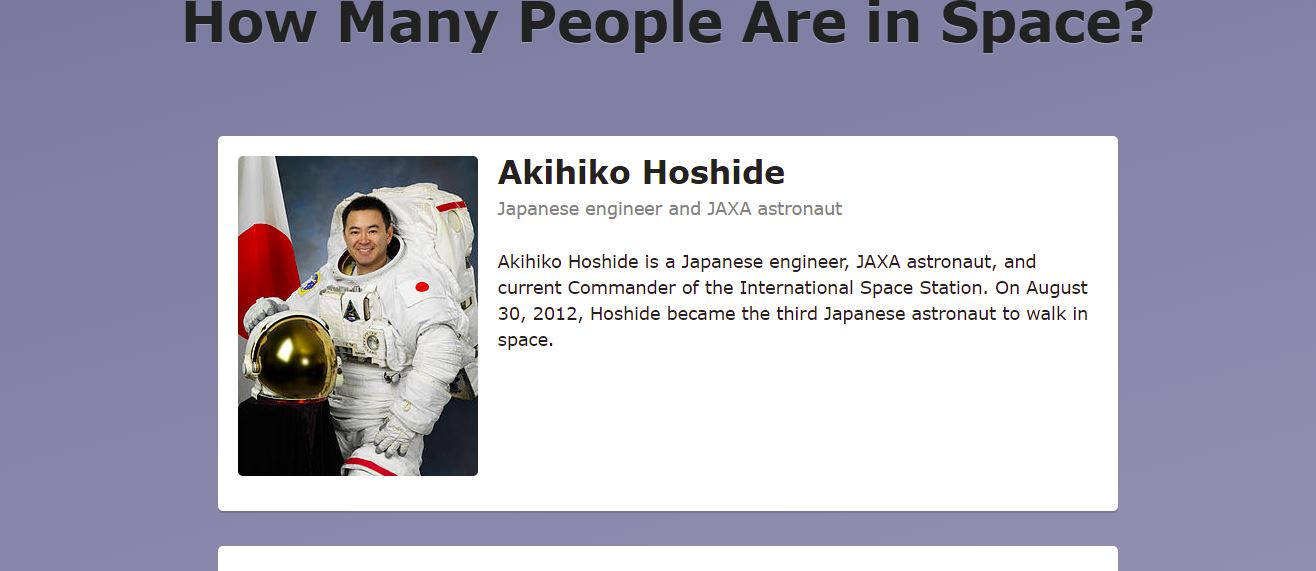 How Many People Are in Space?
Akihiko Hoshide
Japanese engineer and JAXA astronaut
Akihiko Hoshide is a Japanese engineer, JAXA astronaut, and
current Commander of the International Space Station. On August
30, 2012, Hoshide became the third Japanese astronaut to walk in
space.